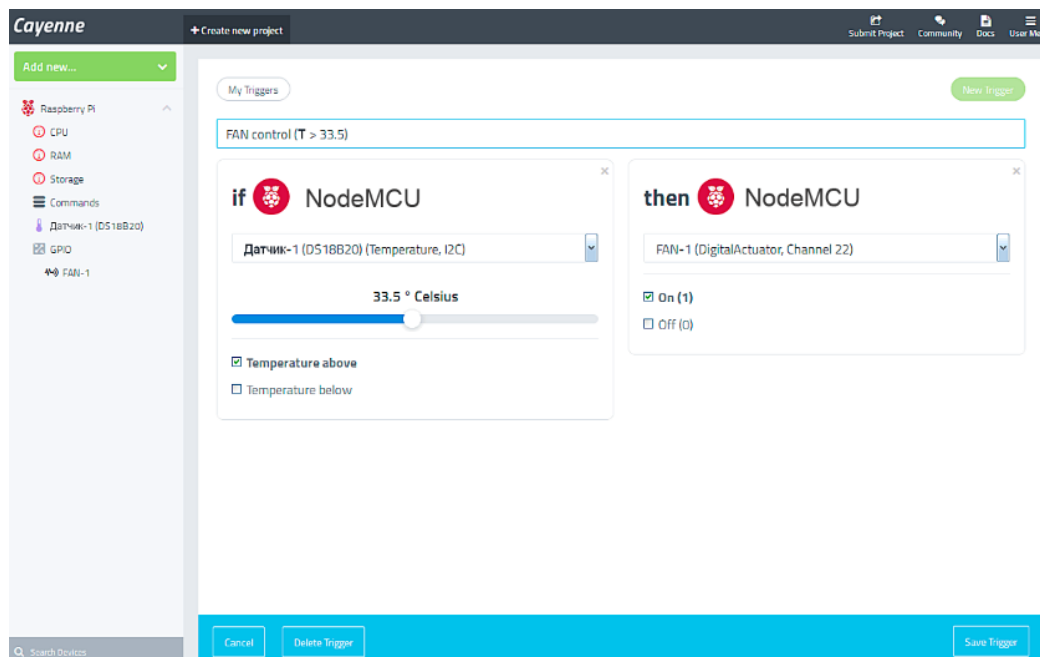 Cayenne
+ Create new project
Submit Project Community Docs User Me
Add new...
Raspberry Pi
CPU
RAM
Storage
Commands
Датчик-1 (DS18B20)
GPIO
FAN-1
Search Devices
My Triggers
New Trigger
FAN control (T > 33.5)
if NodeMCU
Датчик-1 (DS18B20) (Temperature, I2C)
33.5 ° Celsius
Temperature above
Temperature below
then NodeMCU
FAN-1 (DigitalActuator, Channel 22)
On (1)
Off (0)
Cancel Delete Trigger Save Trigger